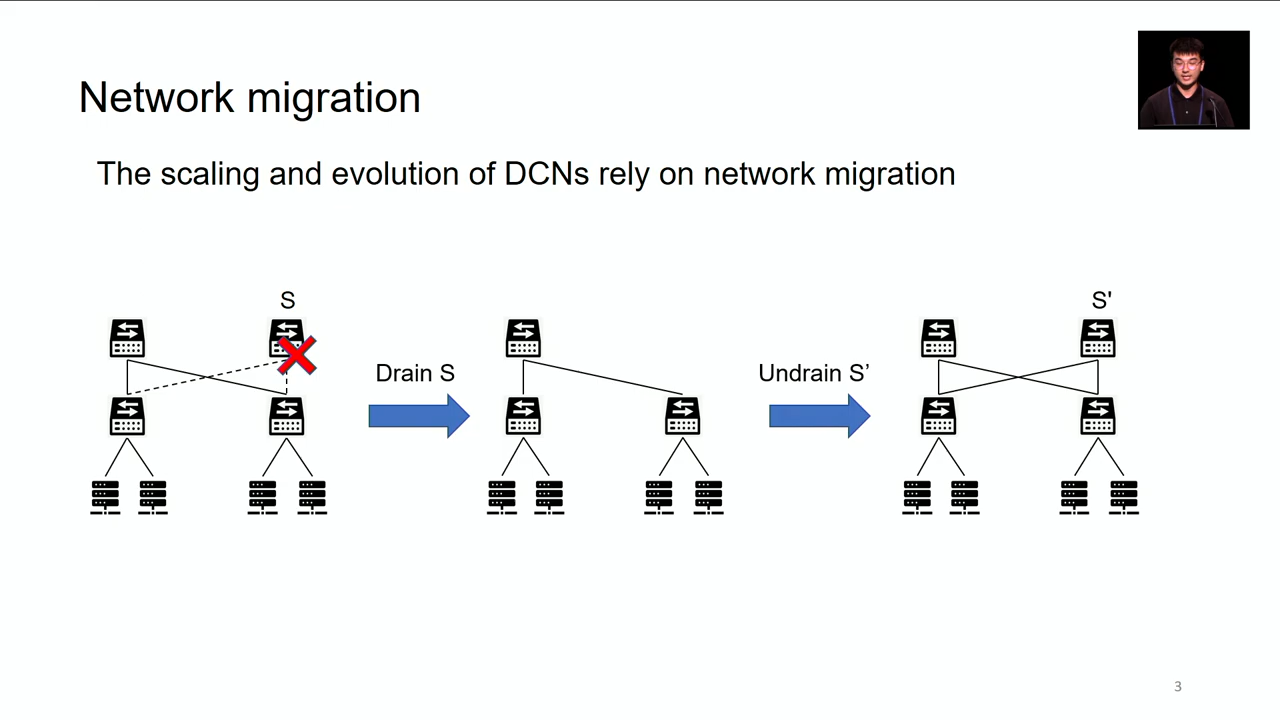 Network migration
The scaling and evolution of DCNs rely on network migration
S
S'
Drain S
Undrain S’
3